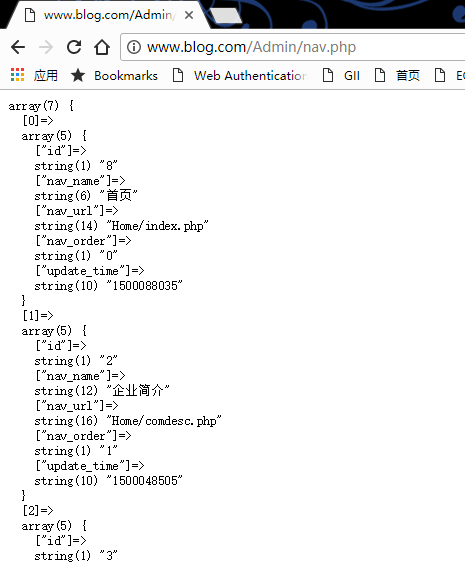 www.blog.com/Admin/
www.blog.com/Admin/nav.php
应用 Bookmarks Web Authentication GII 首页
array(7) {
[0]=>
array(5) {
["id"]=>
string(1) "8"
["nav_name"]=>
string(6) "首页"
["nav_url"]=>
string(14) "Home/index.php"
["nav_order"]=>
string(1) "0"
["update_time"]=>
string(10) "1500088035"
}
[1]=>
array(5) {
["id"]=>
string(1) "2"
["nav_name"]=>
string(12) "企业简介"
["nav_url"]=>
string(16) "Home/comdesc.php"
["nav_order"]=>
string(1) "1"
["update_time"]=>
string(10) "1500048505"
}
[2]=>
array(5) {
["id"]=>
string(1) "3"